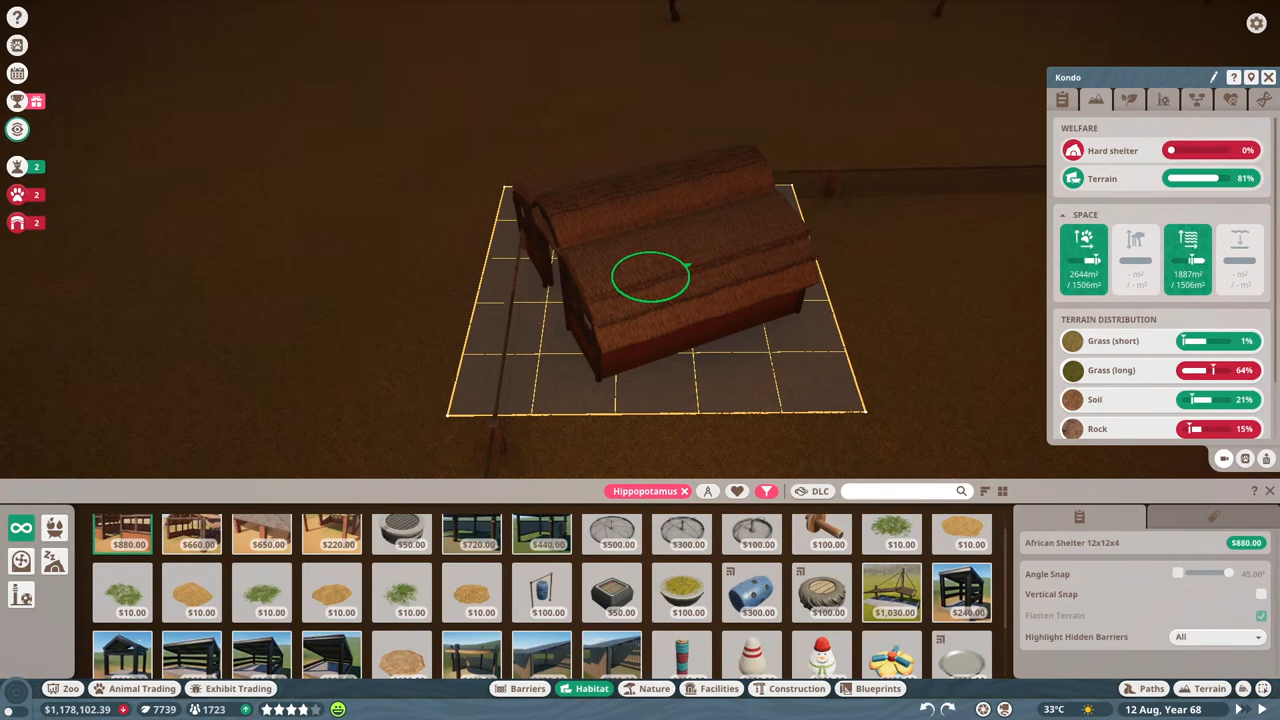 ?
2
2
2
Kondo
?
WELFARE
Hard shelter 0%
Terrain 81%
SPACE
2644m² / 1506m²
- m² / - m²
1887m² / 1506m²
- m² / - m²
TERRAIN DISTRIBUTION
Grass (short) 1%
Grass (long) 64%
Soil 21%
Rock 15%
Hippopotamus
DLC
?
$880.00 $660.00 $650.00 $220.00 $50.00 $720.00 $440.00 $500.00 $300.00 $100.00 $100.00 $10.00 $10.00
$10.00 $10.00 $10.00 $10.00 $10.00 $10.00 $100.00 $50.00 $100.00 $300.00 $100.00 $1,030.00 $240.00
African Shelter 12x12x4 $880.00
Angle Snap 45.00°
Vertical Snap
Flatten Terrain
Highlight Hidden Barriers All
Zoo Animal Trading Exhibit Trading Barriers Habitat Nature Facilities Construction Blueprints Paths Terrain
$1,178,102.39 7739 1723 33°C 12 Aug, Year 68